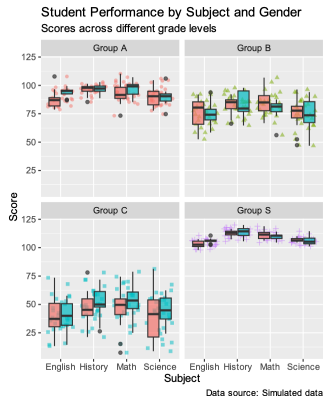 Student Performance by Subject and Gender
Scores across different grade levels
Group A
Group B
125
100
75
50
25
Group C
Group S
125
100
75
50
25
Score
English History Math Science
English History Math Science
Subject
Data source: Simulated data